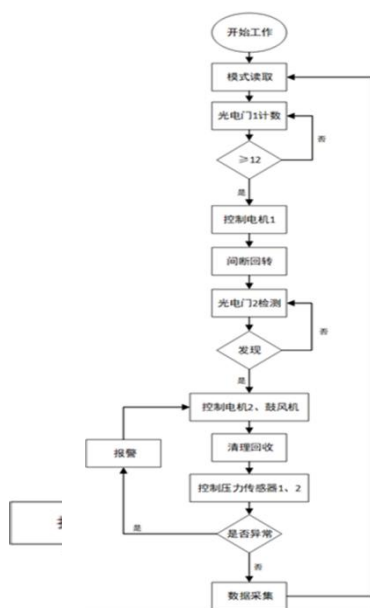 开始工作
模式读取
光电门1计数
否
≥12
是
控制电机1
间断回转
光电门2检测
否
发现
是
控制电机2、鼓风机
报警
清理回收
控制压力传感器1、2
是
是否异常
否
数据采集